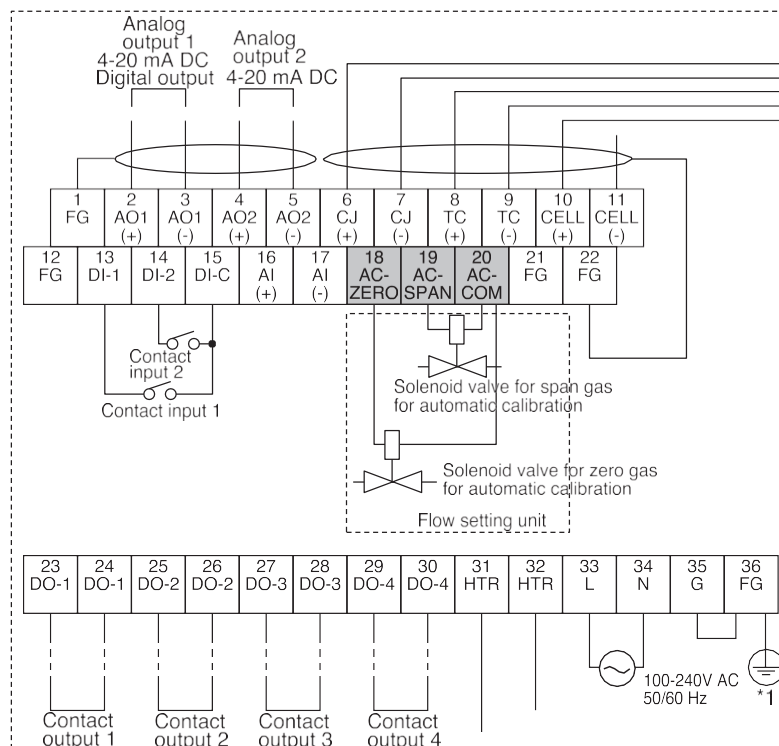 Analog
output 1
4-20 mA DC
Digital output
Analog
output 2
4-20 mA DC
1
FG
2
AO1
(+)
3
AO1
(-)
4
AO2
(+)
5
AO2
(-)
6
CJ
(+)
7
CJ
(-)
8
TC
(+)
9
TC
(-)
10
CELL
(+)
11
CELL
(-)
12
FG
13
DI-1
14
DI-2
15
DI-C
16
AI
(+)
17
AI
(-)
18
AC-
ZERO
19
AC-
SPAN
20
AC-
COM
21
FG
22
FG
Contact
input 2
Contact input 1
Solenoid valve for span gas
for automatic calibration
Solenoid valve for zero gas
for automatic calibration
Flow setting unit
23
DO-1
24
DO-1
25
DO-2
26
DO-2
27
DO-3
28
DO-3
29
DO-4
30
DO-4
31
HTR
32
HTR
33
L
34
N
35
G
36
FG
100-240V AC
50/60 Hz
*1
Contact
output 1
Contact
output 2
Contact
output 3
Contact
output 4